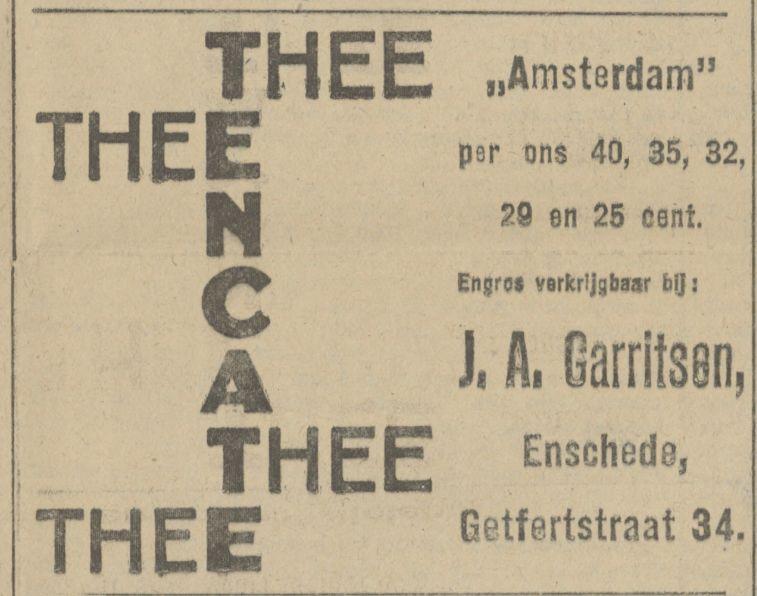 THEE
THEE
N
C
A
THEE
THEE
„Amsterdam”
per ons 40, 35, 32,
29 en 25 cent.
Engros verkrijgbaar bij:
J. A. Garritsen,
Enschede,
Getfertstraat 34.